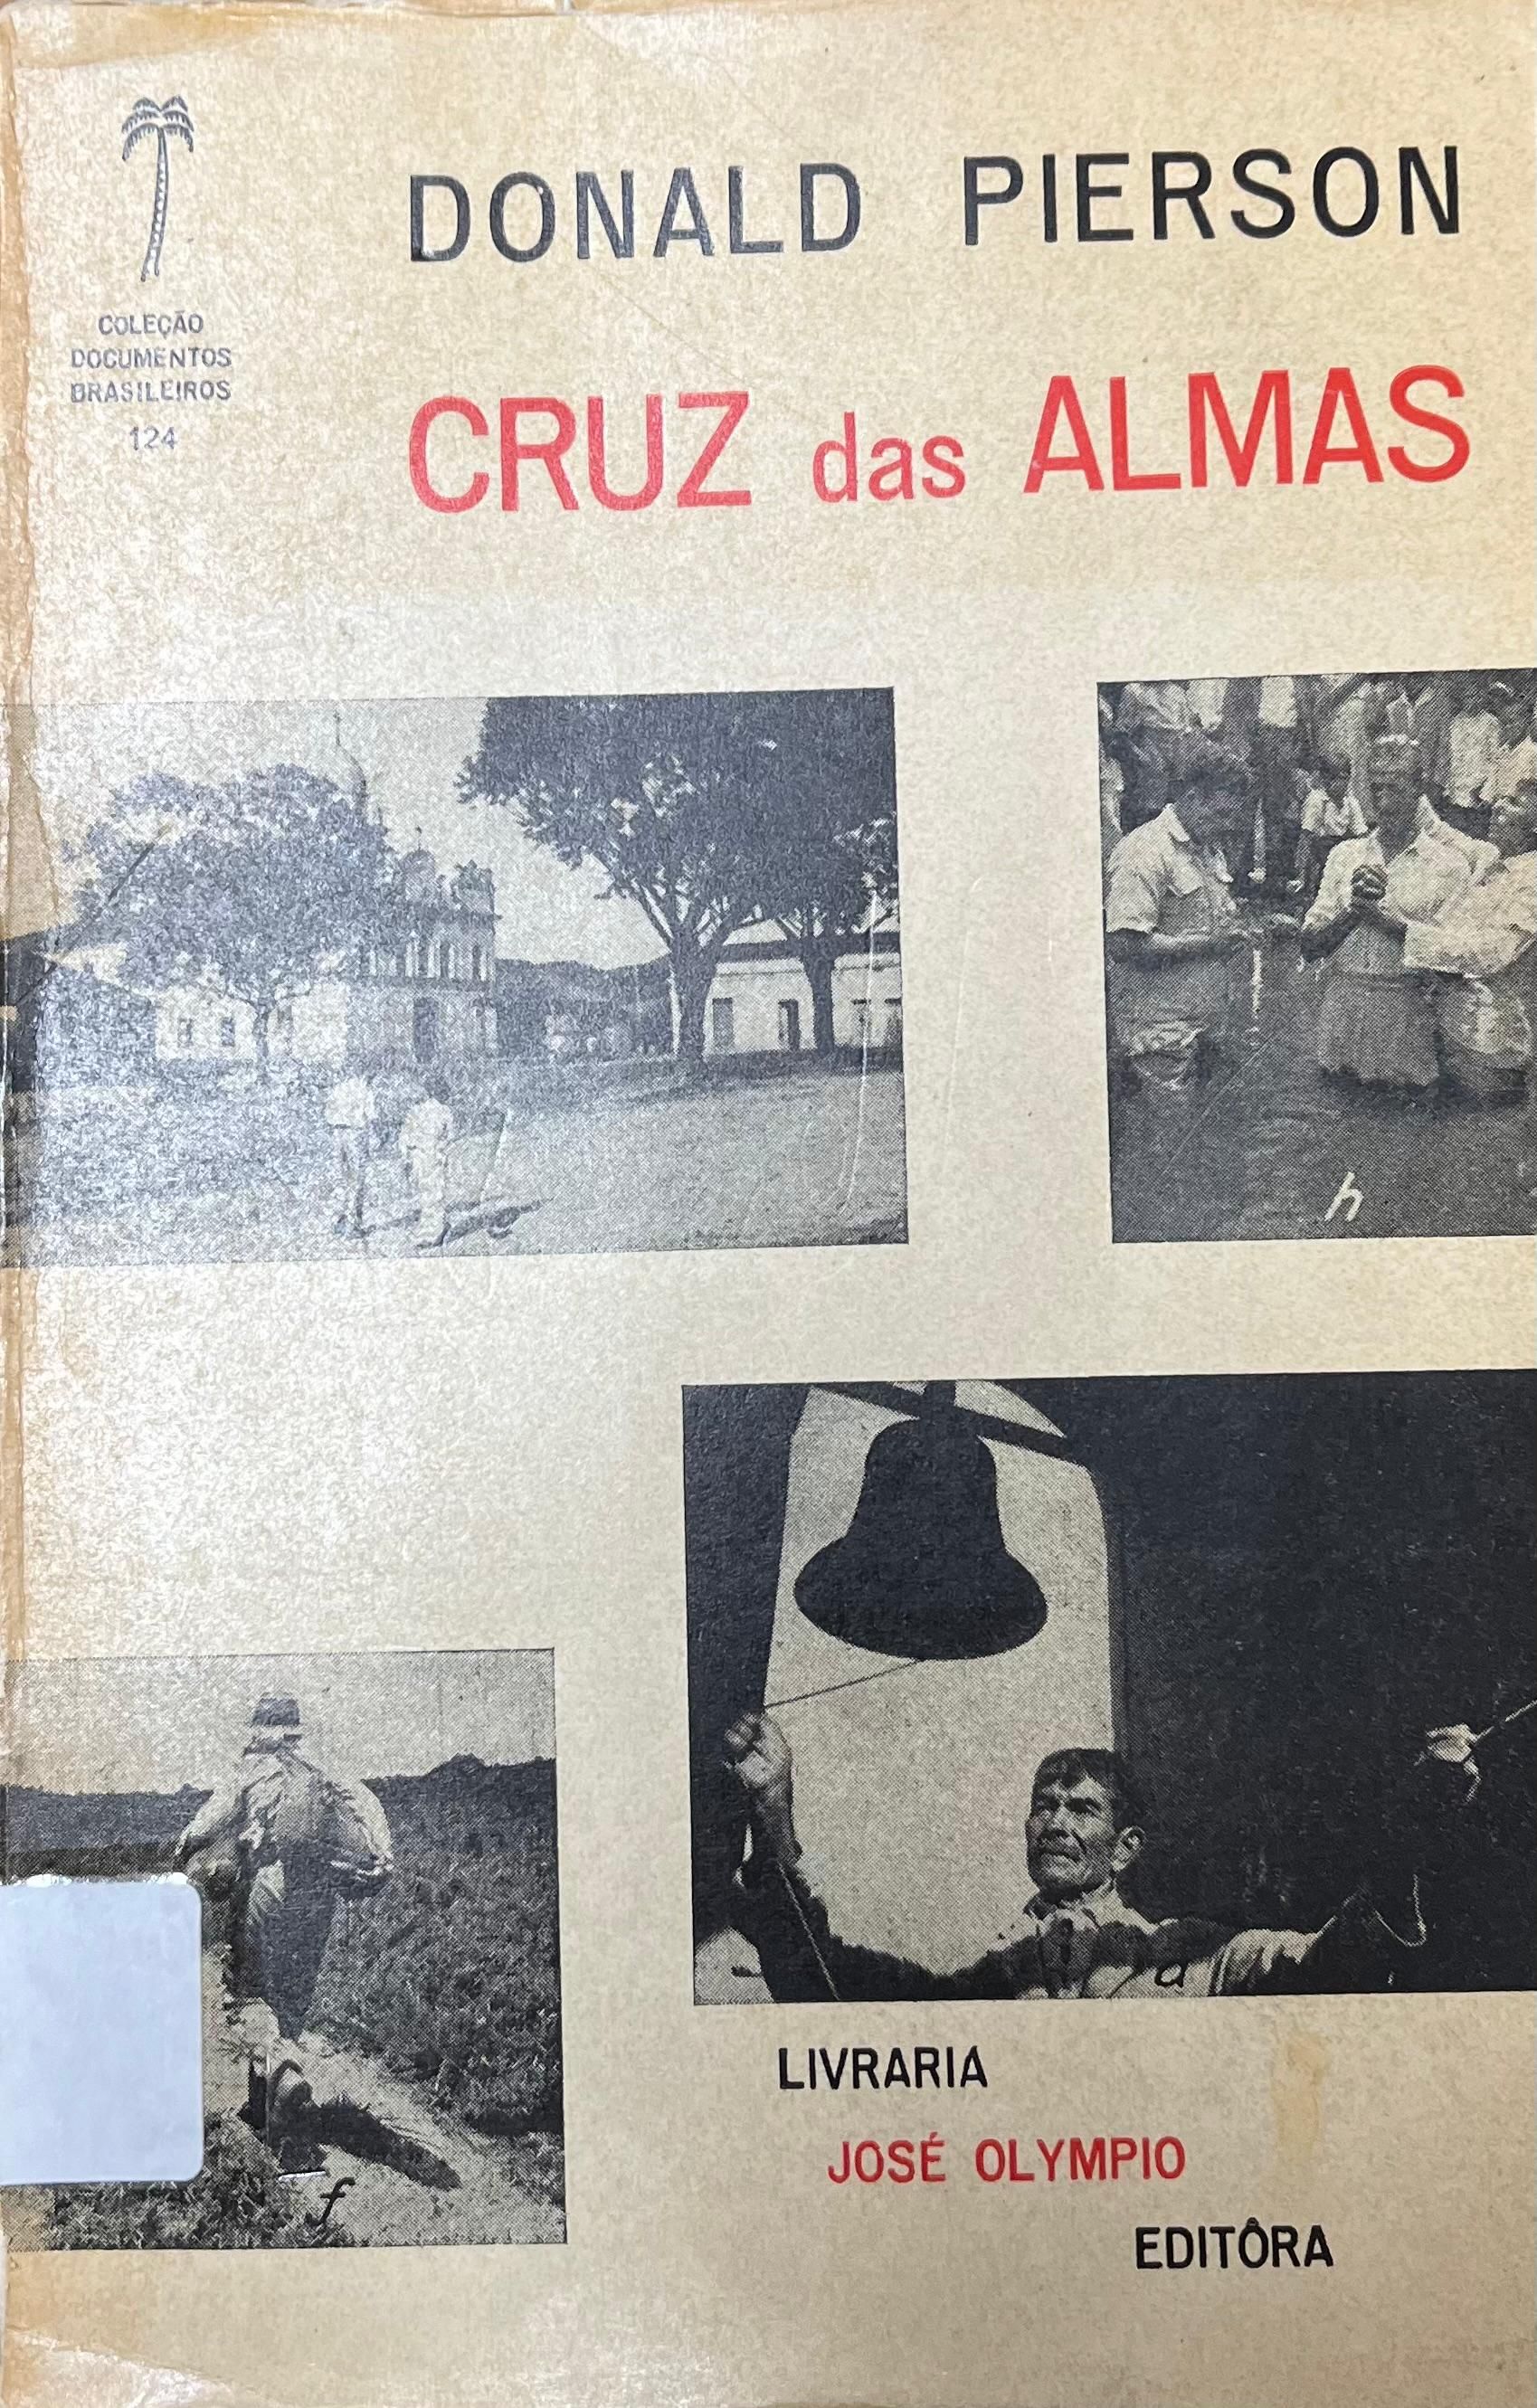 DONALD PIERSON
COLEÇÃO
DOCUMENTOS
BRASILEIROS
124
CRUZ das ALMAS
h
a
f
LIVRARIA
JOSÉ OLYMPIO
EDITÔRA